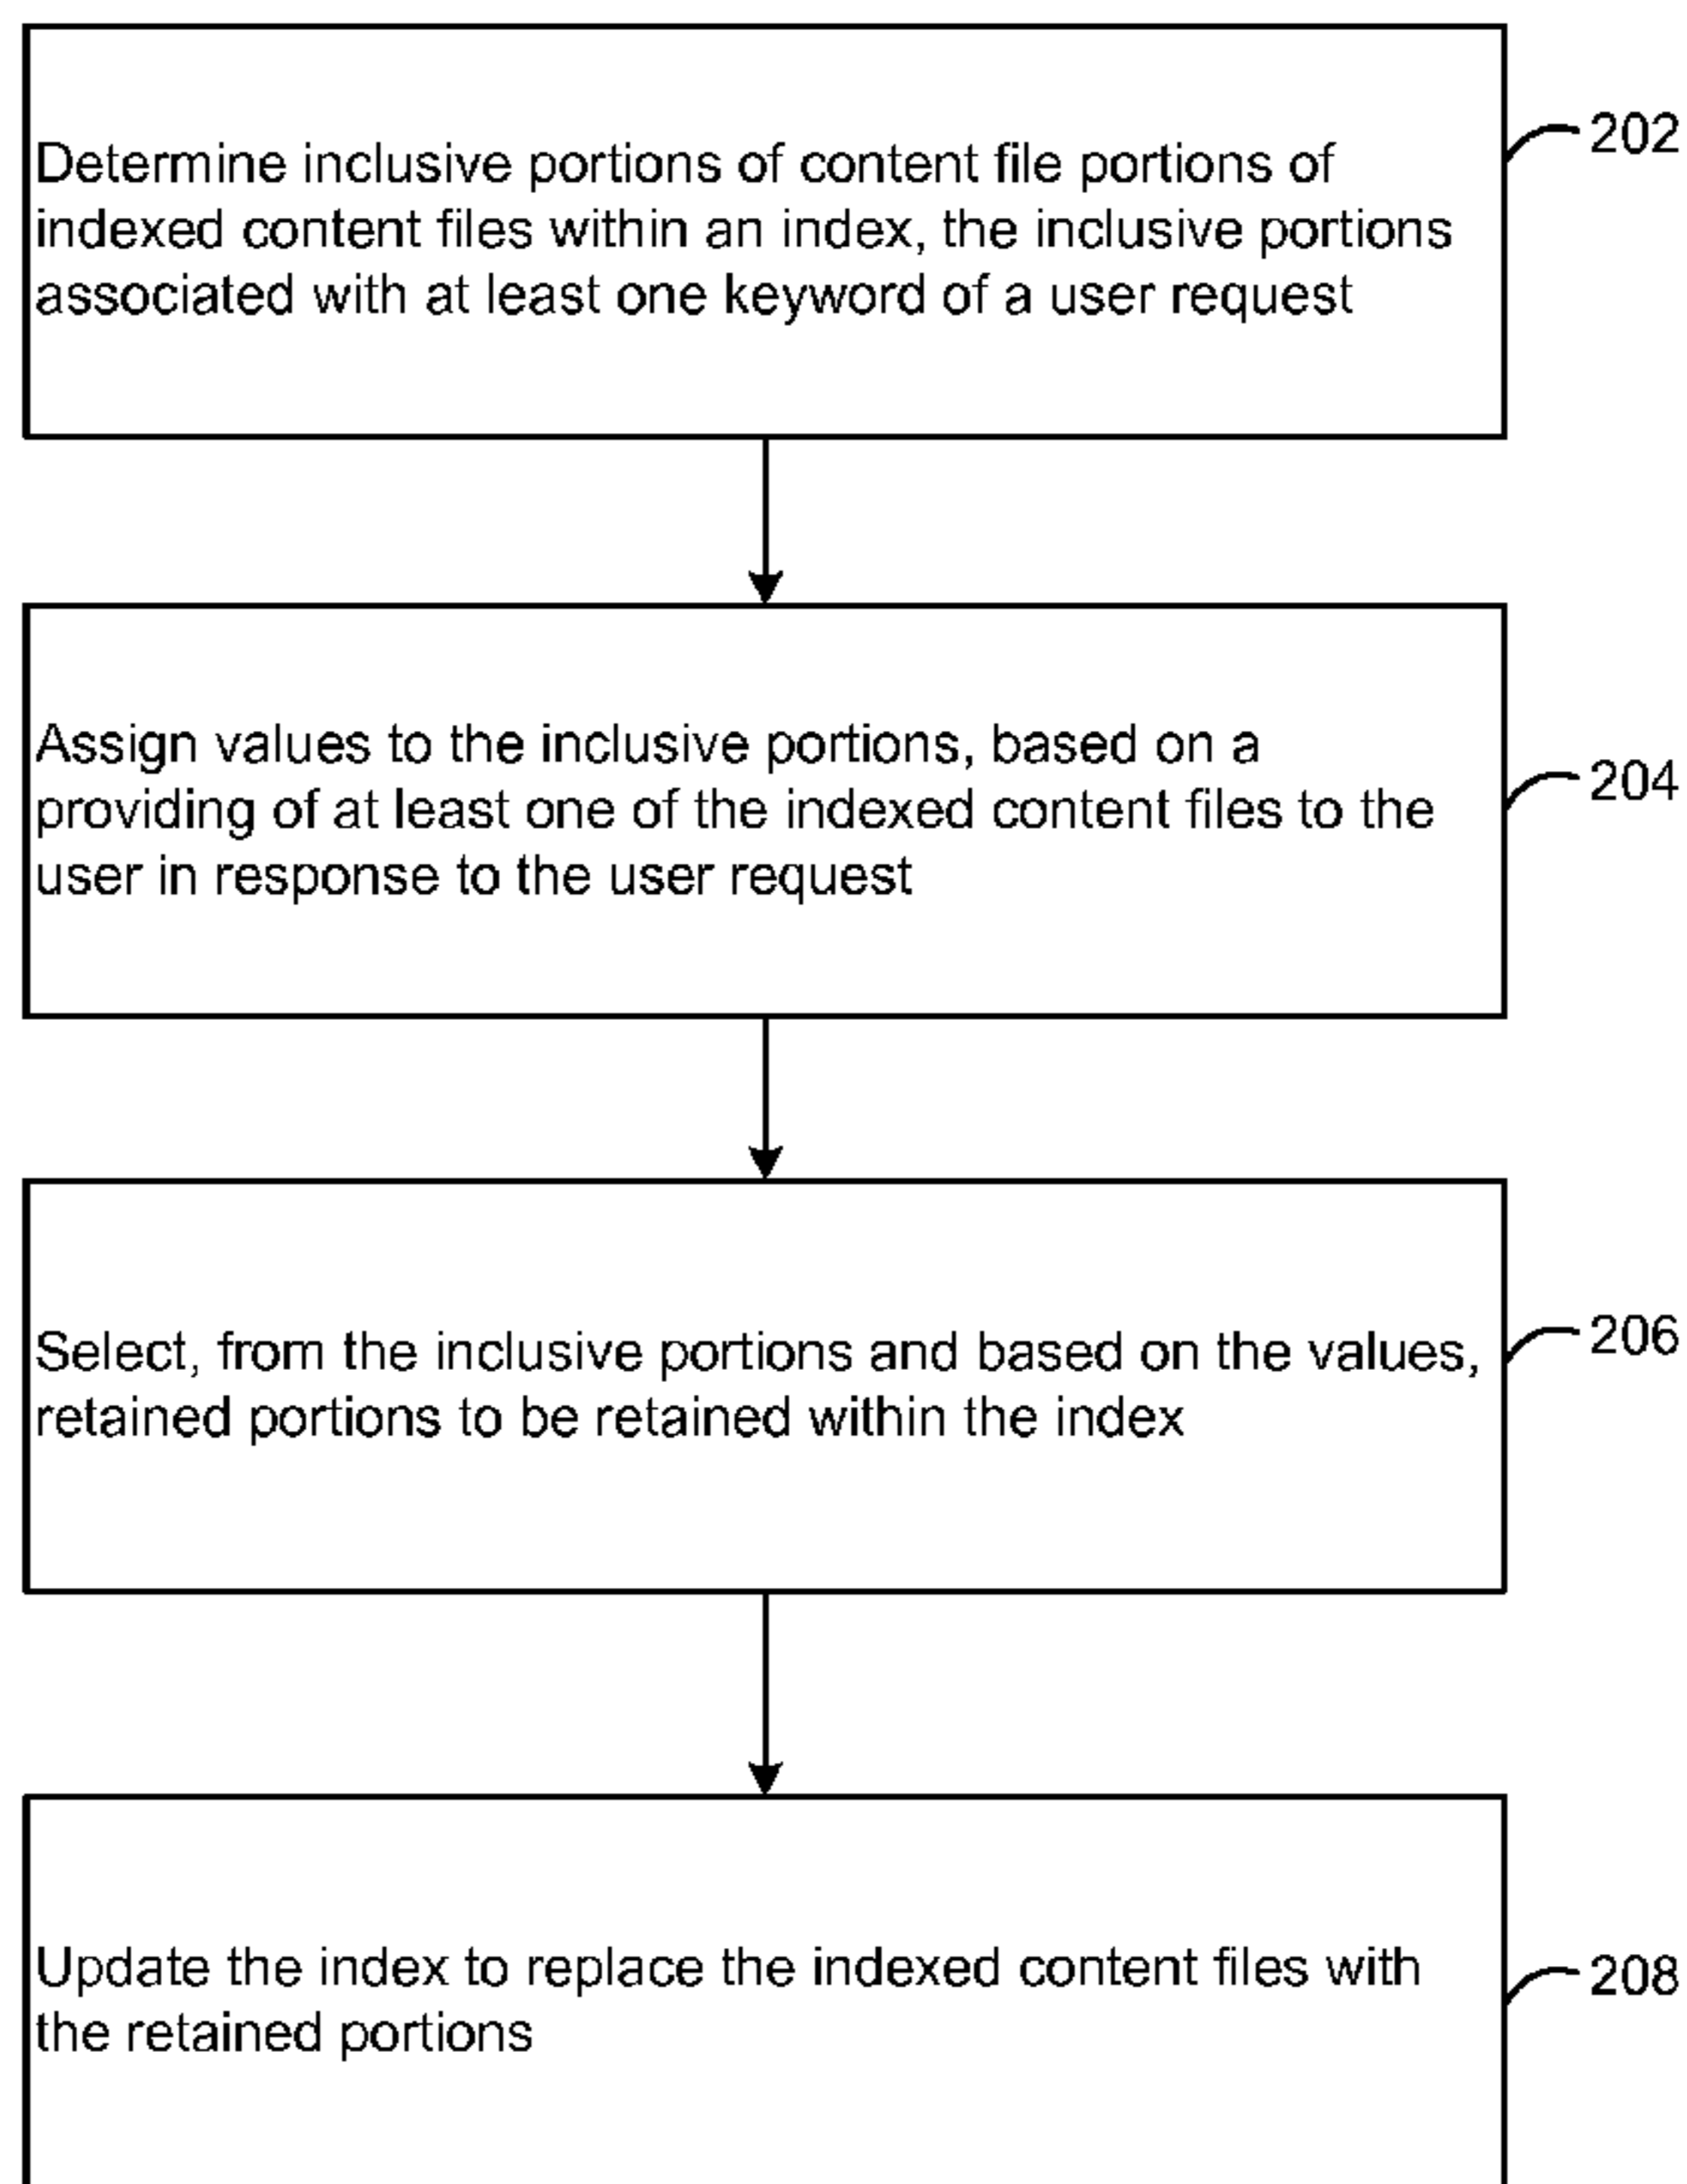 Determine inclusive portions of content file portions of
indexed content files within an index, the inclusive portions
associated with at least one keyword of a user request
202
Assign values to the inclusive portions, based on a
providing of at least one of the indexed content files to the
user in response to the user request
204
Select, from the inclusive portions and based on the values,
retained portions to be retained within the index
206
Update the index to replace the indexed content files with
the retained portions
208